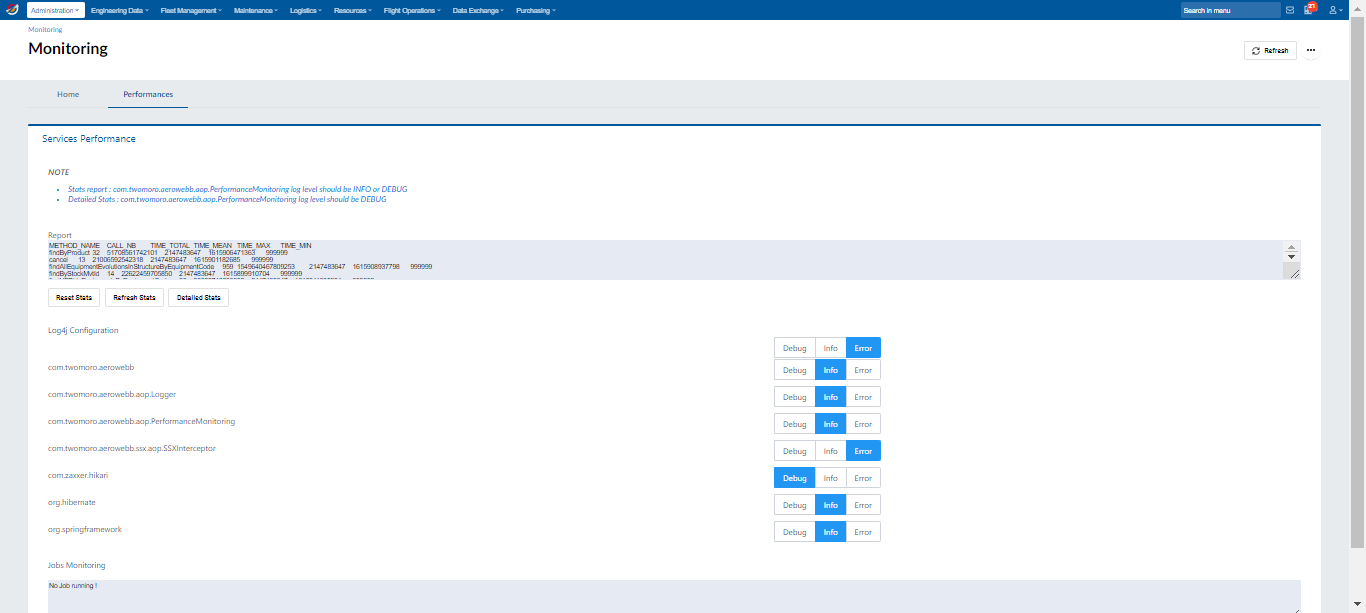 Administration Engineering Data Fleet Management Maintenance Logistics Resources Flight Operations Data Exchange Purchasing Search in menu 21
Monitoring
Monitoring
Refresh
Home Performances
Services Performance
NOTE
Stats report : com.twomoro.aerowebb.aop.PerformanceMonitoring log level should be INFO or DEBUG
Detailed Stats : com.twomoro.aerowebb.aop.PerformanceMonitoring log level should be DEBUG
Report
METHOD_NAME CALL_NB TIME_TOTAL TIME_MEAN TIME_MAX TIME_MIN
findByProduct 32 51708561742101 2147483647 1615906471363 999999
cancel 13 21006592542318 2147483647 1615901182685 999999
findAllEquipmentEvolutionsInStructureByEquipmentCode 959 1549640467809253 2147483647 1615908937798 999999
findByStockMvtId 14 22622459705850 2147483647 1615899910704 999999
Reset Stats Refresh Stats Detailed Stats
Log4j Configuration
Debug Info Error
com.twomoro.aerowebb Debug Info Error
com.twomoro.aerowebb.aop.Logger Debug Info Error
com.twomoro.aerowebb.aop.PerformanceMonitoring Debug Info Error
com.twomoro.aerowebb.ssx.aop.SSXInterceptor Debug Info Error
com.zaxxer.hikari Debug Info Error
org.hibernate Debug Info Error
org.springframework Debug Info Error
Jobs Monitoring
No Job running !